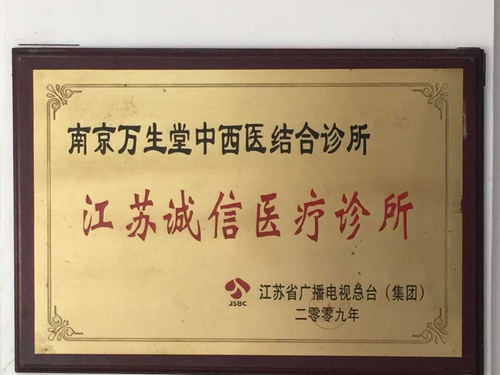 南京万生堂中西医结合诊所
江苏诚信医疗诊所
JSBC
江苏省广播电视总台（集团）
二零零九年